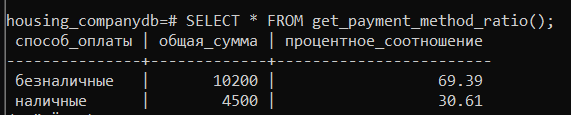 housing_companydb=# SELECT * FROM get_payment_method_ratio();
способ_оплаты | общая_сумма | процентное_соотношение
---------------+-------------+------------------------
безналичные | 10200 | 69.39
наличные | 4500 | 30.61